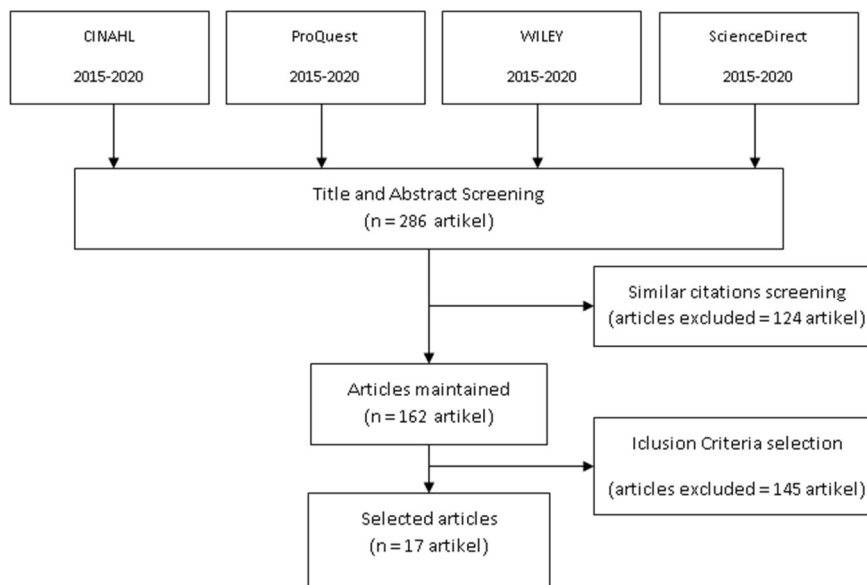 CINAHL
2015-2020
ProQuest
2015-2020
WILEY
2015-2020
ScienceDirect
2015-2020
Title and Abstract Screening
(n = 286 artikel)
Similar citations screening
(articles excluded = 124 artikel)
Articles maintained
(n = 162 artikel)
Iclusion Criteria selection
(articles excluded = 145 artikel)
Selected articles
(n = 17 artikel)